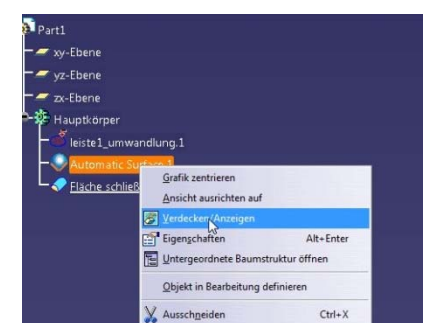 Part1
xy-Ebene
yz-Ebene
zx-Ebene
Hauptkörper
leiste1_umwandlung.1
Automatic Surface.1
Fläche schließ
Grafik zentrieren
Ansicht ausrichten auf
Verdecken/Anzeigen
Eigenschaften Alt+Enter
Untergeordnete Baumstruktur öffnen
Objekt in Bearbeitung definieren
Ausschneiden Ctrl+X